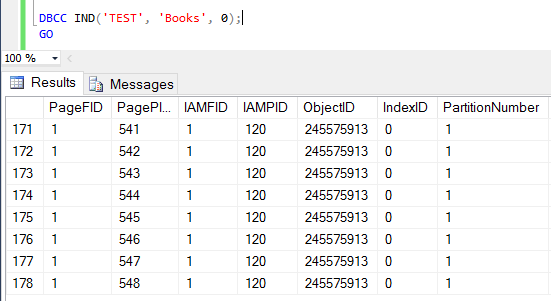 DBCC IND('TEST', 'Books', 0);
GO
100 %
Results Messages
PageFID PagePI... IAMFID IAMPID ObjectID IndexID PartitionNumber
171 1 541 1 120 245575913 0 1
172 1 542 1 120 245575913 0 1
173 1 543 1 120 245575913 0 1
174 1 544 1 120 245575913 0 1
175 1 545 1 120 245575913 0 1
176 1 546 1 120 245575913 0 1
177 1 547 1 120 245575913 0 1
178 1 548 1 120 245575913 0 1